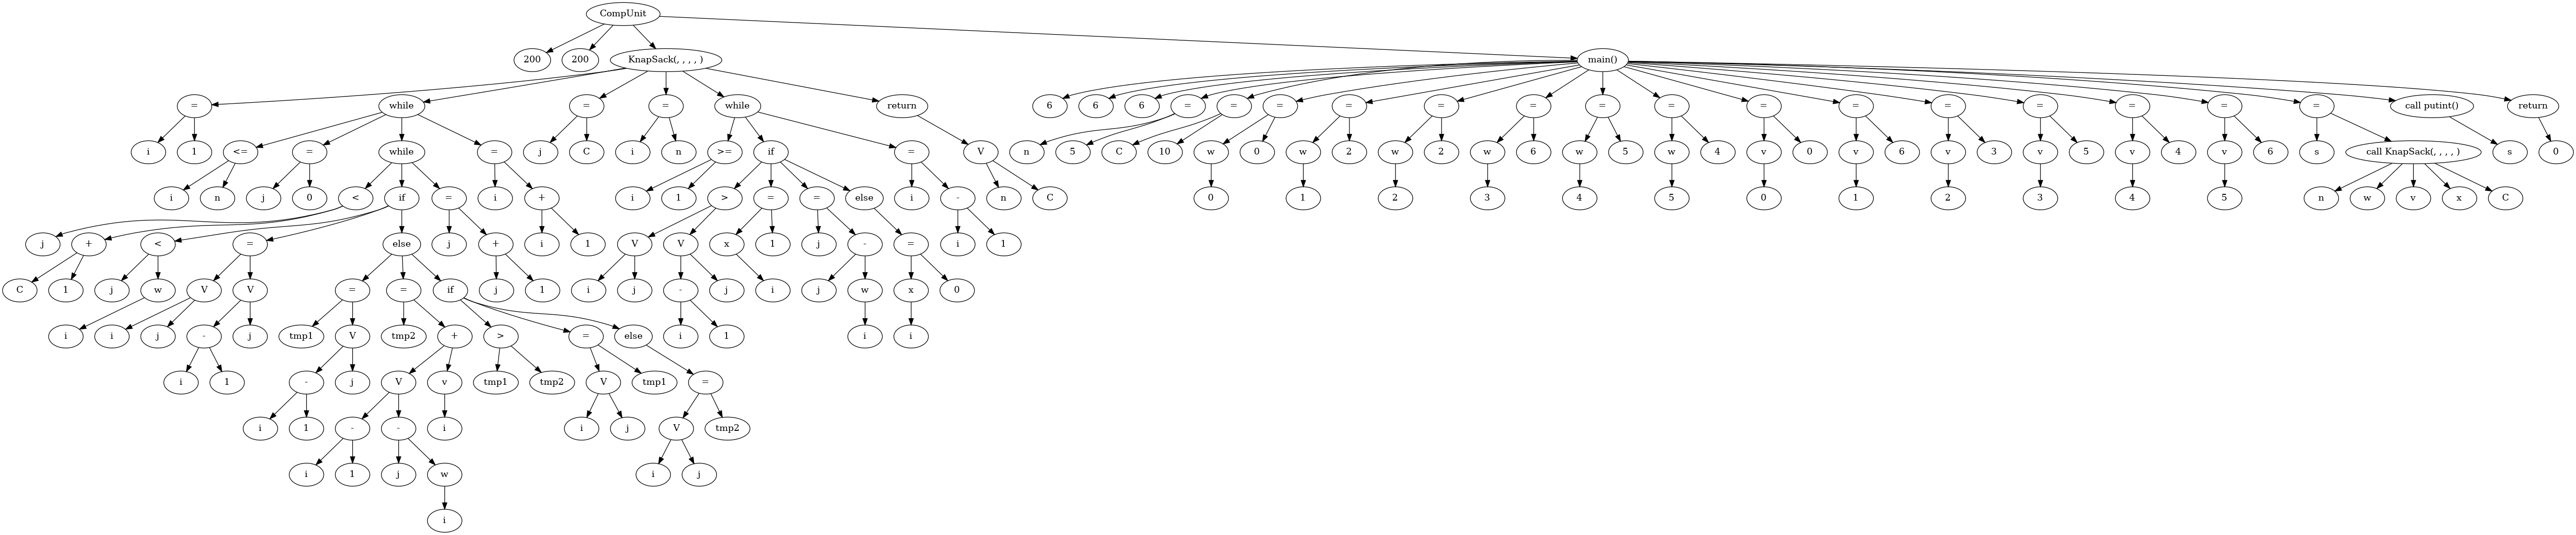 CompUnit
200 200 KnapSack(, , , , ) main()
= while = = while return 6 6 6 = = = = = = = = = = = = = = = call putint() return
i 1 <= = while = j C i n >= if = V n 5 C 10 w 0 w 2 w 2 w 6 w 5 w 4 v 0 v 6 v 3 v 5 v 4 v 6 s call KnapSack(, , , , ) s 0
i n j 0 < if = i + i 1 > = = else i - n C 0 1 2 3 4 5 0 1 2 3 4 5 n w v x C
j + < = else j + i 1 V V x 1 j - = i 1
C 1 j w V V = = if j 1 i j - j i j w x 0
i i j - j tmp1 V tmp2 + > = else i 1 i i
i 1 - j V v tmp1 tmp2 V tmp1 =
i 1 - - i i j V tmp2
i 1 j w i j
i